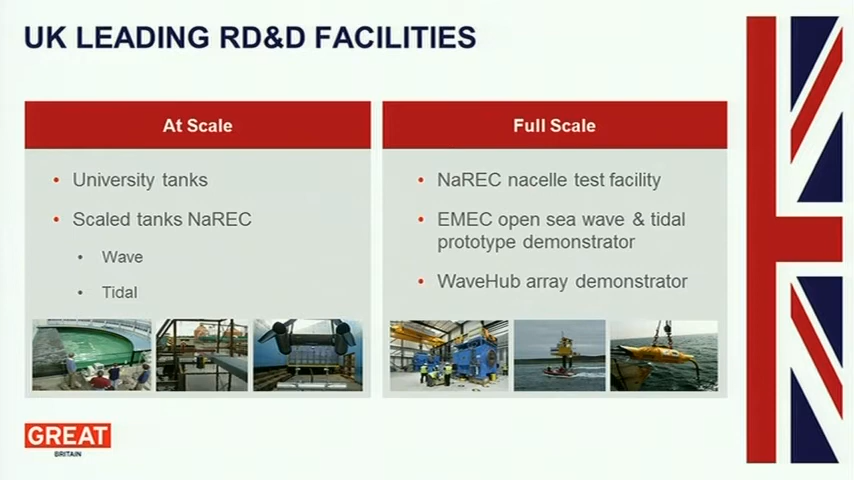 UK LEADING RD&D FACILITIES
At Scale
• University tanks
• Scaled tanks NaREC
• Wave
• Tidal
Full Scale
• NaREC nacelle test facility
• EMEC open sea wave & tidal
prototype demonstrator
• WaveHub array demonstrator
GREAT
BRITAIN